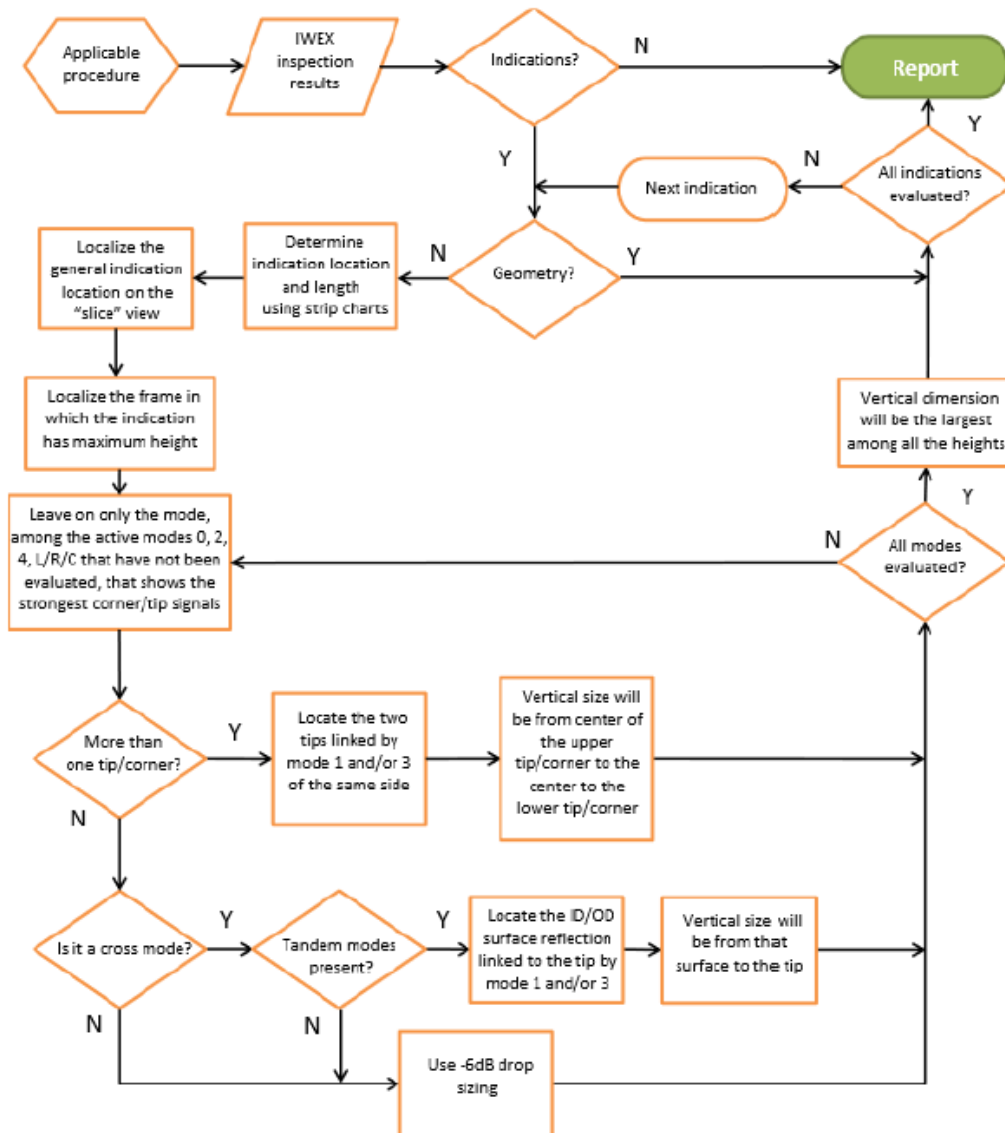 Applicable
procedure
IWEX
inspection
results
Indications?
N
Report
Y
Y
All indications
evaluated?
N
Next indication
Geometry?
N
Y
Determine
indication location
and length
using strip charts
Localize the
general indication
location on the
“slice” view
Localize the frame in
which the indication
has maximum height
Vertical dimension
will be the largest
among all the heights
Y
Leave on only the mode,
among the active modes 0, 2,
4, L/R/C that have not been
evaluated, that shows the
strongest corner/tip signals
N
All modes
evaluated?
More than
one tip/corner?
Y
N
Locate the two
tips linked by
mode 1 and/or 3
of the same side
Vertical size will
be from center of
the upper
tip/corner to the
center to the
lower tip/corner
Is it a cross mode?
Y
N
Tandem modes
present?
Y
N
Locate the ID/OD
surface reflection
linked to the tip by
mode 1 and/or 3
Vertical size will
be from that
surface to the tip
Use -6dB drop
sizing